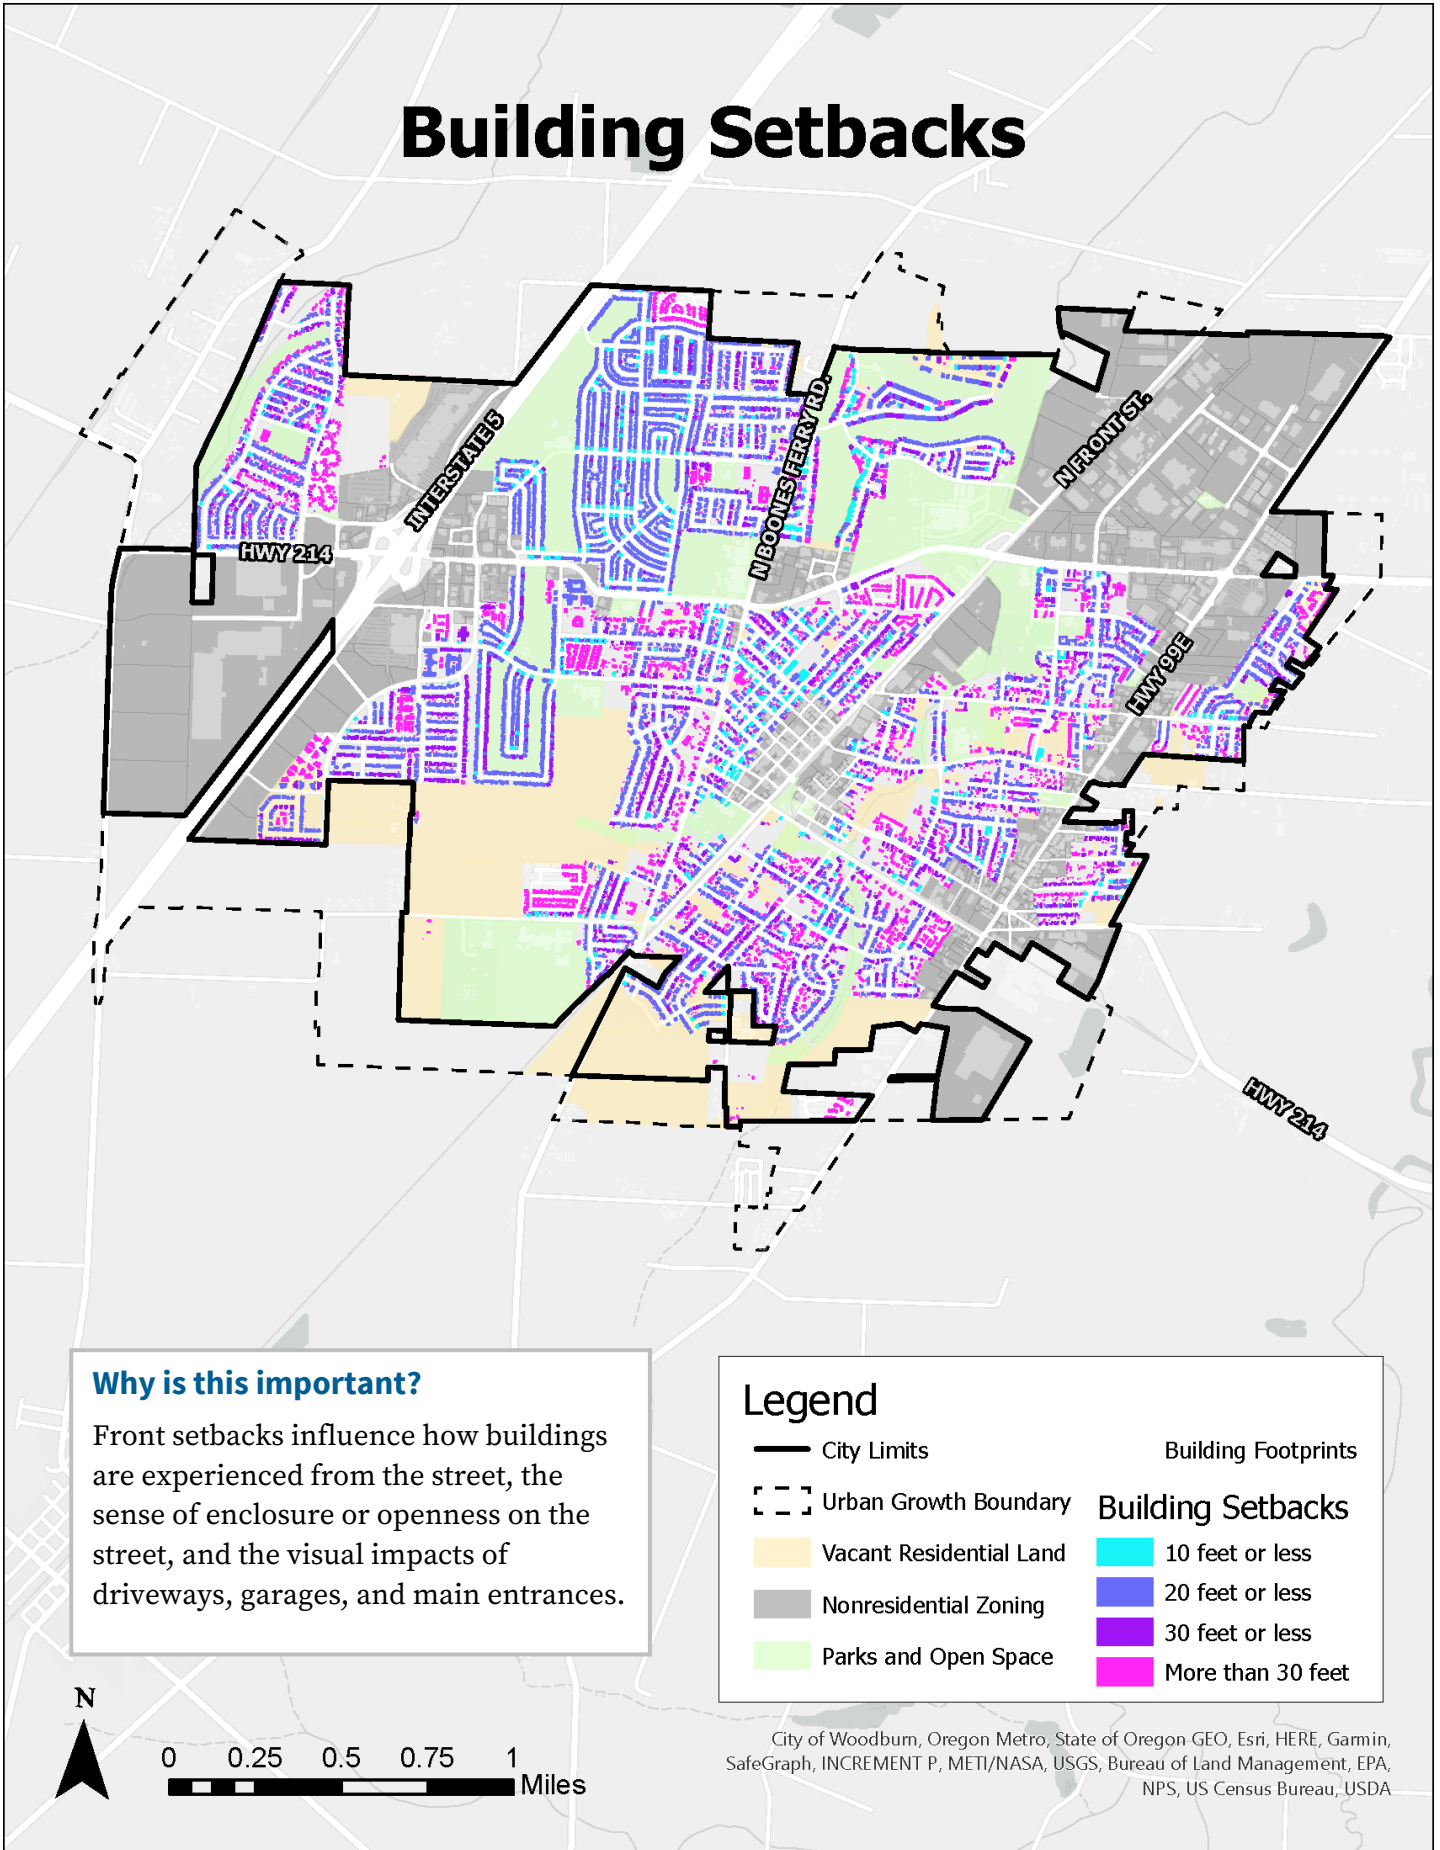 Building Setbacks
INTERSTATE 5
N BOONES FERRY RD.
N FRONT ST.
HWY 214
HWY 99E
HWY 214
Why is this important?
Front setbacks influence how buildings
are experienced from the street, the
sense of enclosure or openness on the
street, and the visual impacts of
driveways, garages, and main entrances.
Legend
City Limits
Urban Growth Boundary
Vacant Residential Land
Nonresidential Zoning
Parks and Open Space
Building Footprints
Building Setbacks
10 feet or less
20 feet or less
30 feet or less
More than 30 feet
N
0 0.25 0.5 0.75 1
Miles
City of Woodburn, Oregon Metro, State of Oregon GEO, Esri, HERE, Garmin,
SafeGraph, INCREMENT P, METI/NASA, USGS, Bureau of Land Management, EPA,
NPS, US Census Bureau, USDA